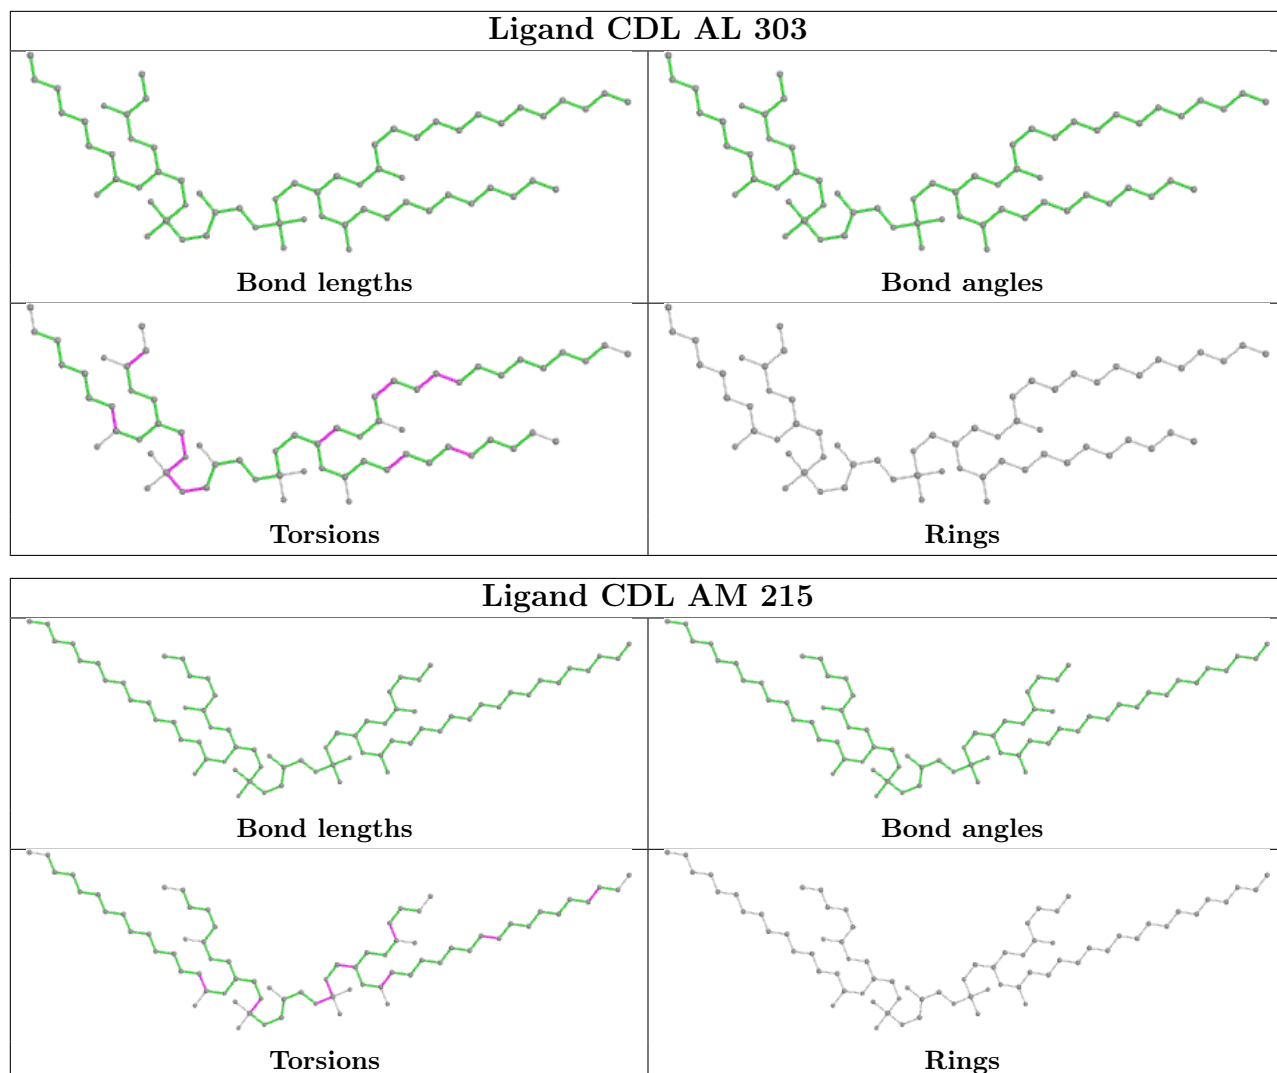 Ligand CDL AL 303
Bond lengths
Bond angles
Torsions
Rings
Ligand CDL AM 215
Bond lengths
Bond angles
Torsions
Rings